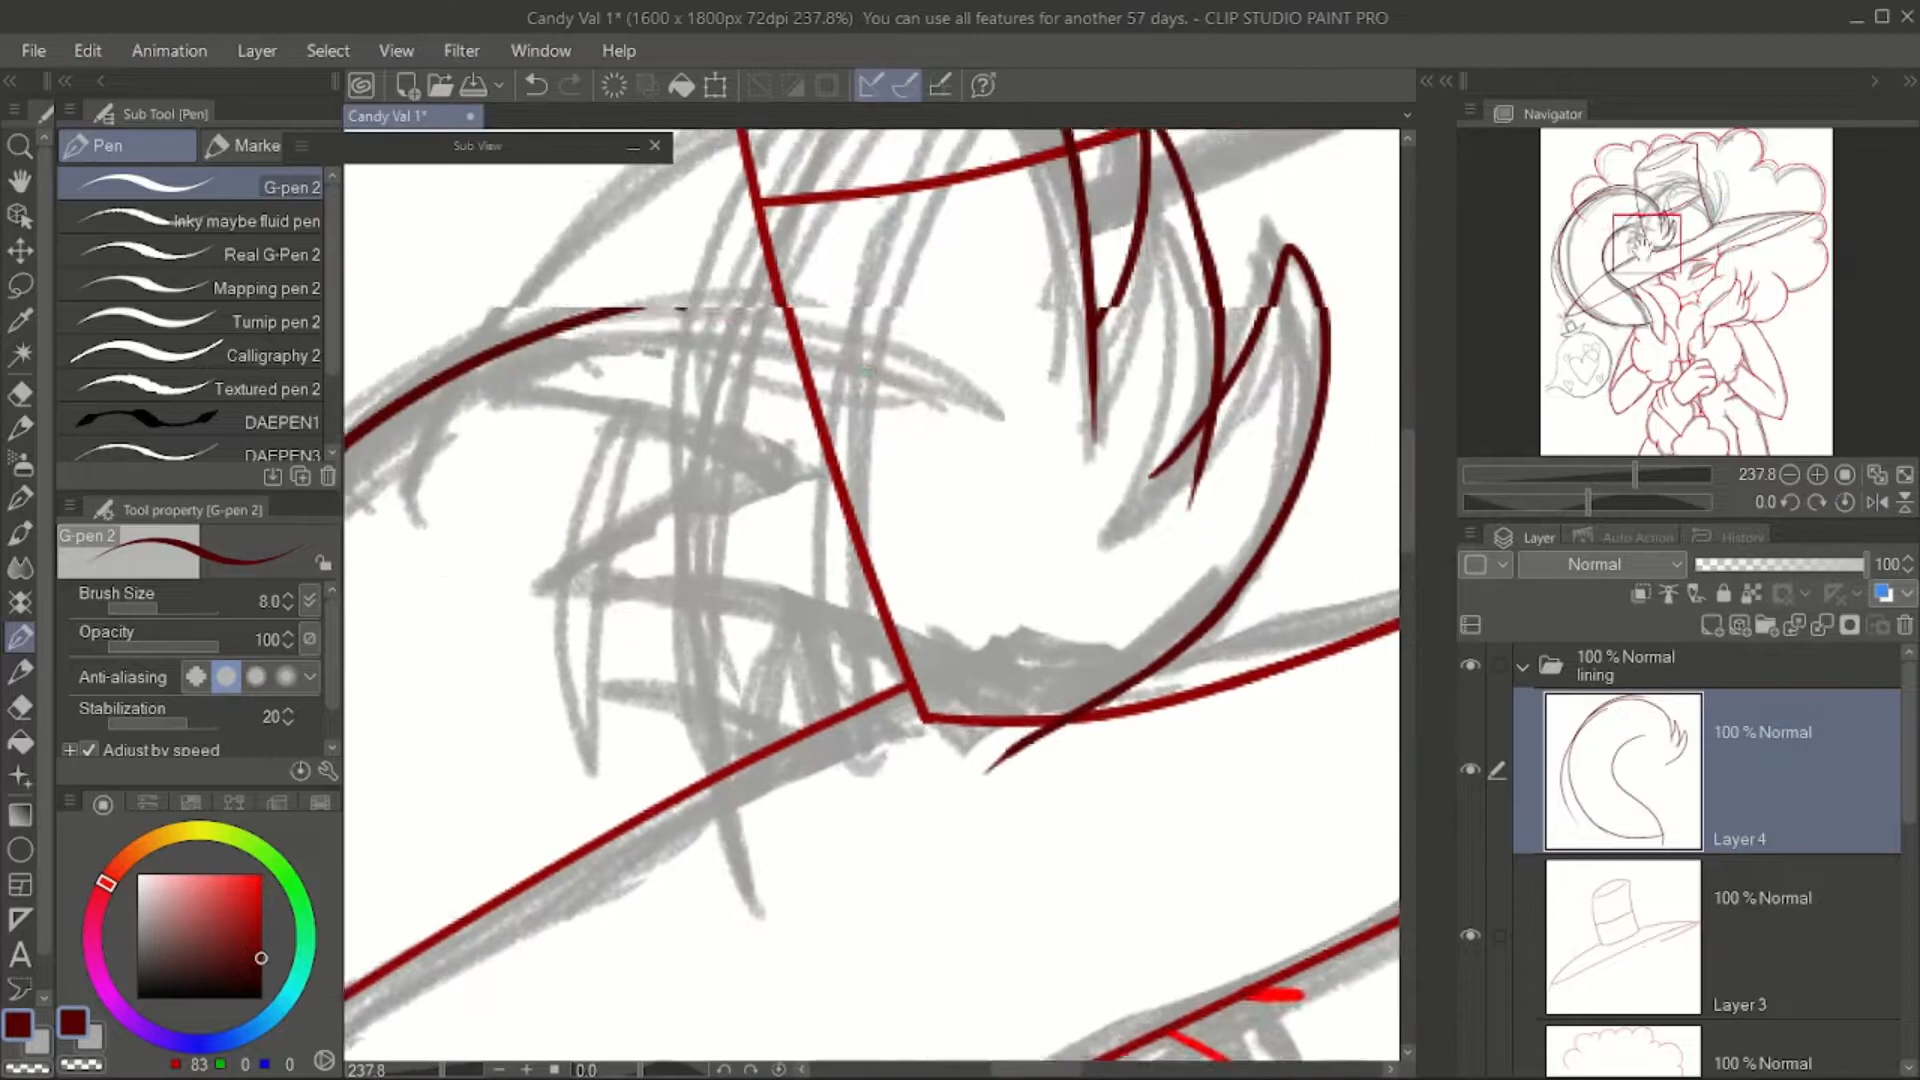 Candy Val 1* (1600 x 1800px 72dpi 237.8%)  You can use all features for another 57 days. - CLIP STUDIO PAINT PRO
File Edit Animation Layer Select View Filter Window Help
Sub Tool [Pen]
Candy Val 1*
Navigator
Pen Marke
Sub View
G-pen 2
Inky maybe fluid pen
Real G-Pen 2
Mapping pen 2
Turnip pen 2
Calligraphy 2
Textured pen 2
DAEPEN1
DAEPEN3
237.8
0.0
Tool property [G-pen 2]
G-pen 2
Brush Size 8.0
Opacity 100
Anti-aliasing
Stabilization 20
Adjust by speed
Layer Auto Action History
Normal 100
100 % Normal
lining
100 % Normal
Layer 4
100 % Normal
Layer 3
100 % Normal
83 0 0
237.8 0.0